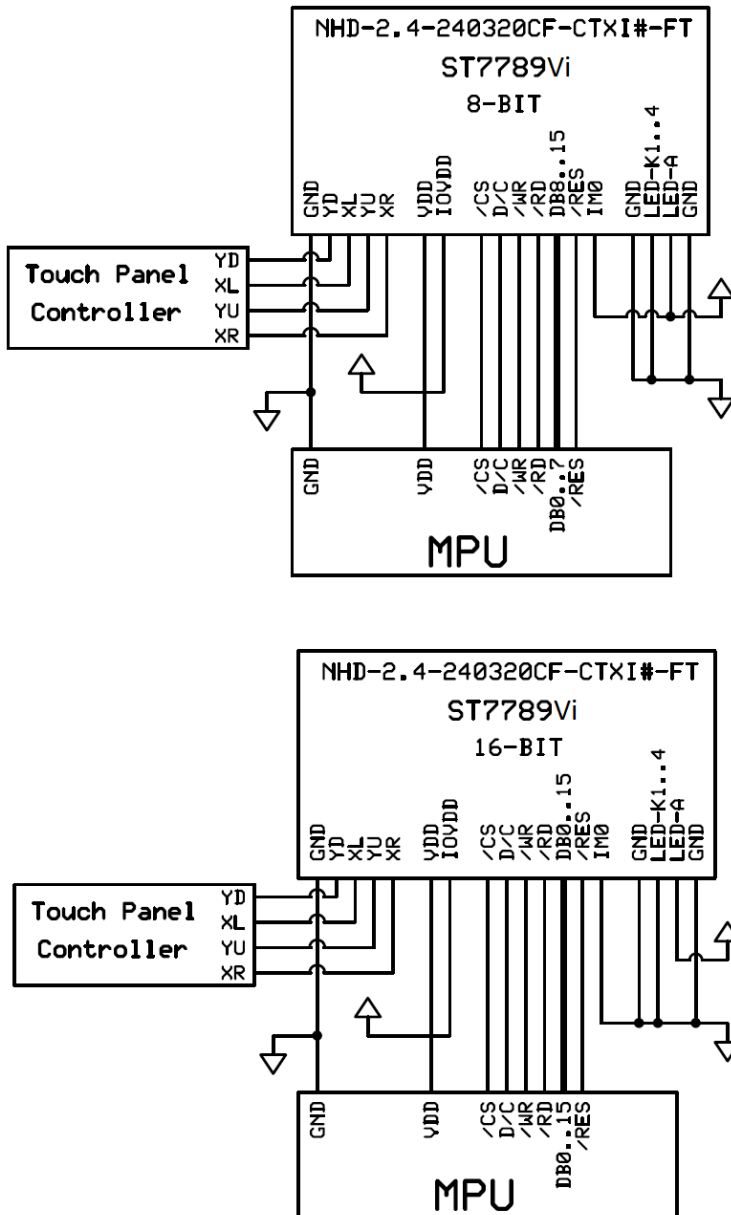 NHD-2.4-240320CF-CTXI#-FT
ST7789Vi
8-BIT
GND
YD
XL
YU
XR
VDD
IOVDD
/CS
D/C
/WR
/RD
DB8..15
/RES
IM0
GND
LED-K1..4
LED-A
GND
Touch Panel
Controller
YD
XL
YU
XR
GND
VDD
/CS
D/C
/WR
/RD
DB0..7
/RES
MPU
NHD-2.4-240320CF-CTXI#-FT
ST7789Vi
16-BIT
GND
YD
XL
YU
XR
VDD
IOVDD
/CS
D/C
/WR
/RD
DB0..15
/RES
IM0
GND
LED-K1..4
LED-A
GND
Touch Panel
Controller
YD
XL
YU
XR
GND
VDD
/CS
D/C
/WR
/RD
DB0..15
/RES
MPU